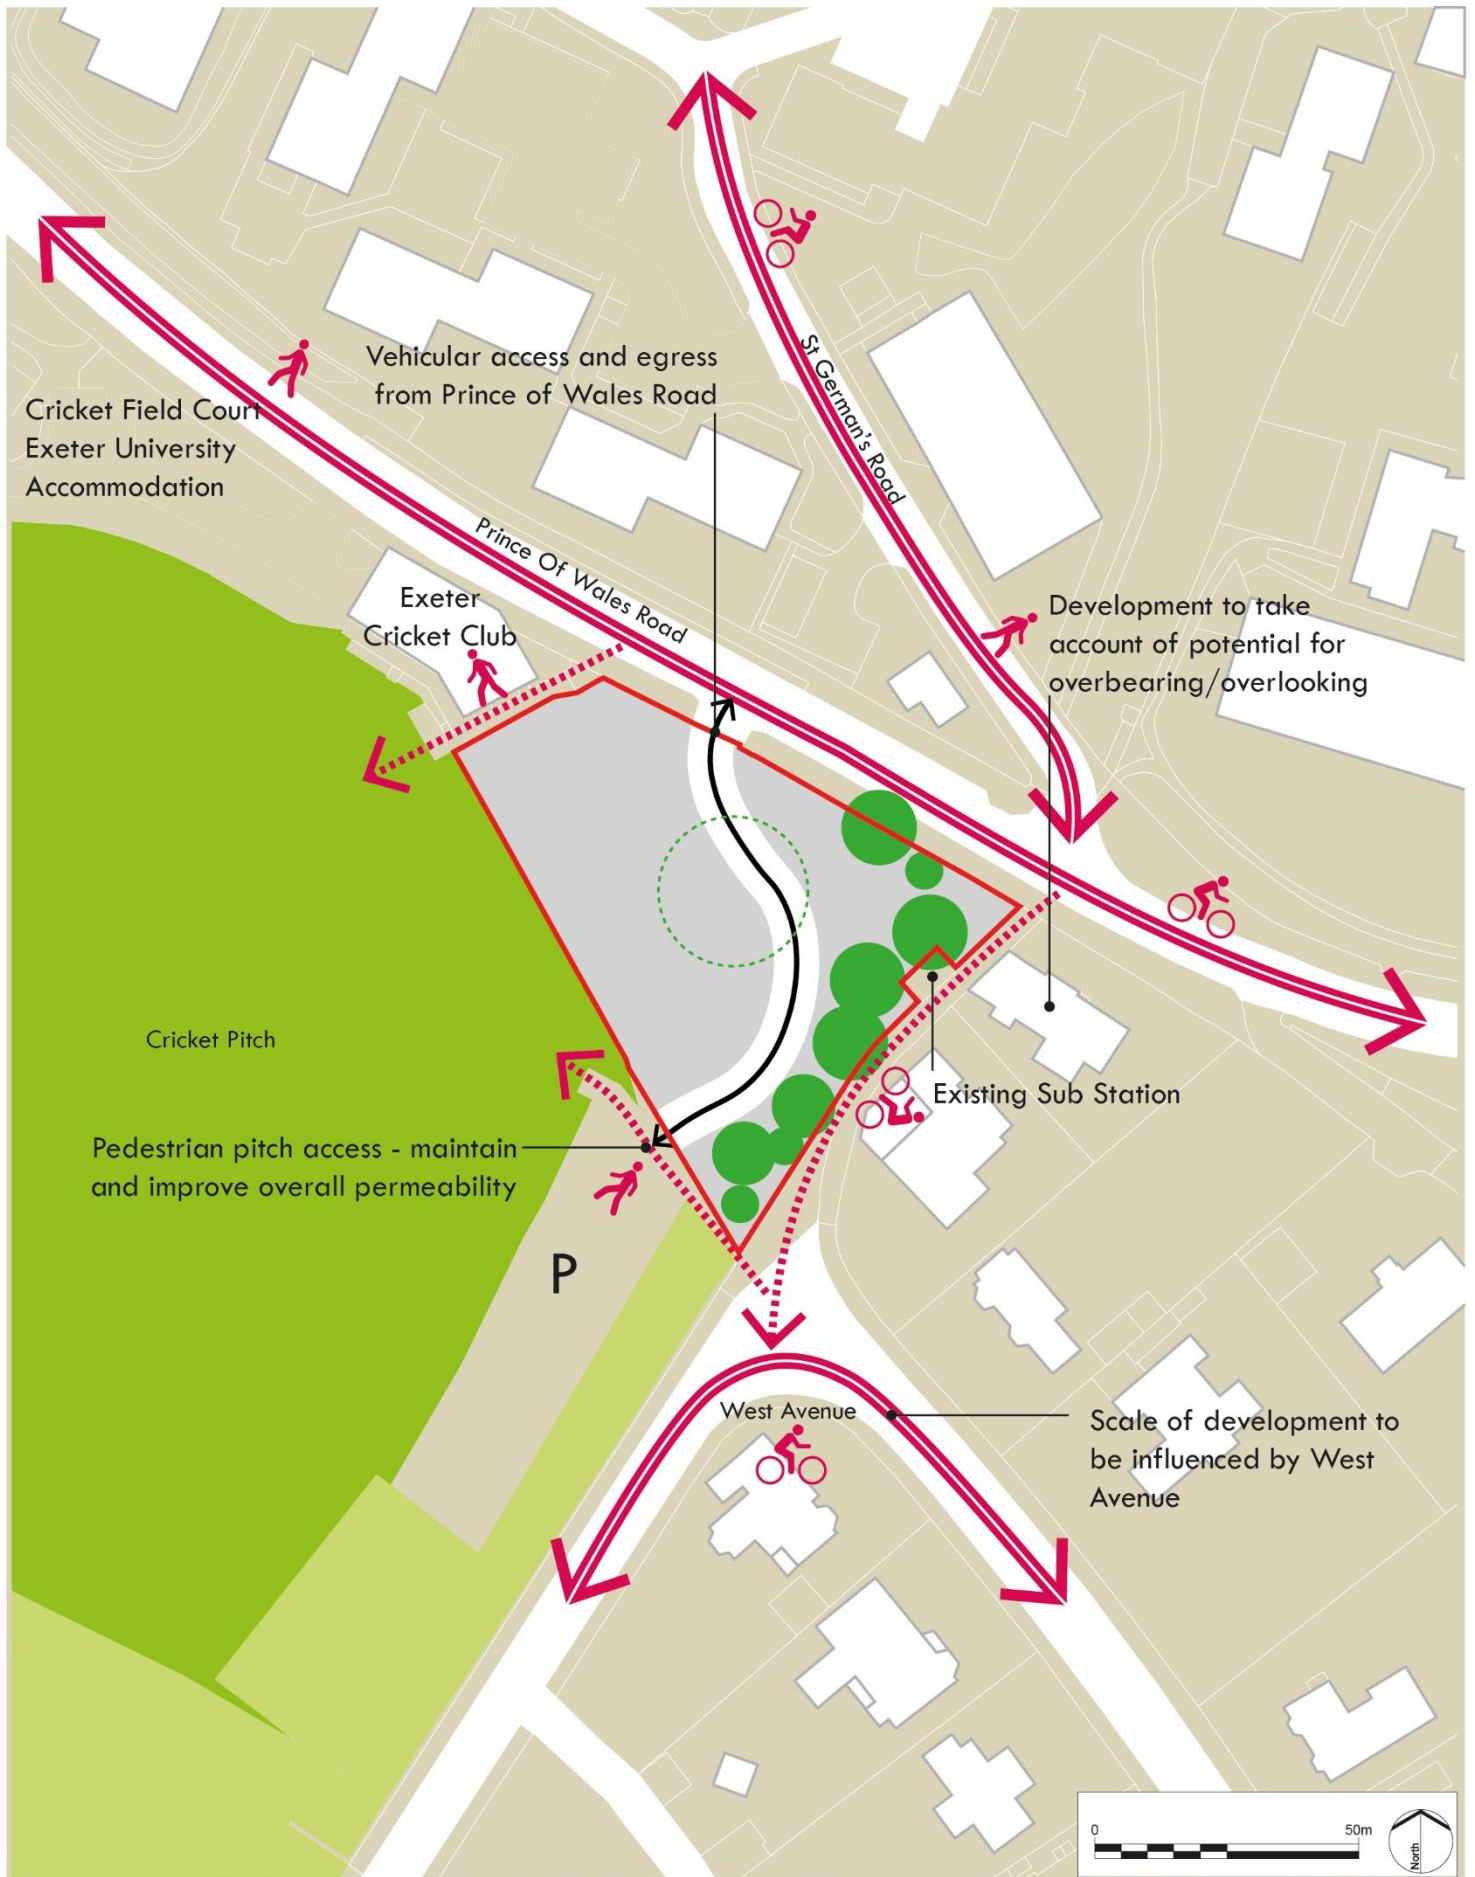 Vehicular access and egress
from Prince of Wales Road
St German's Road
Cricket Field Court
Exeter University
Accommodation
Prince Of Wales Road
Exeter
Cricket Club
Development to take
account of potential for
overbearing/overlooking
Cricket Pitch
Existing Sub Station
Pedestrian pitch access - maintain
and improve overall permeability
P
West Avenue
Scale of development to
be influenced by West
Avenue
0
50m
North